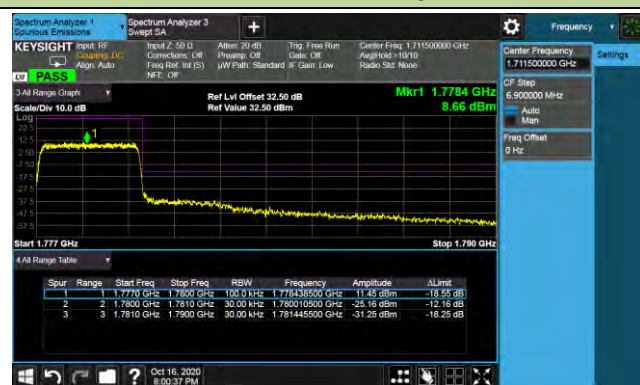 Spectrum Analyzer 1
Spurious Emissions
Spectrum Analyzer 3
Swept SA
+
Frequency
KEYSIGHT Input: RF
Coupling: DC
Align: Auto
Input Z: 50 Ω
Corrections: Off
Freq Ref: Int (S)
NFE: Off
Atten: 20 dB
Preamp: Off
µW Path: Standard
Trig: Free Run
Gate: Off
IF Gain: Low
Center Freq: 1.711500000 GHz
Avg|Hold:>10/10
Radio Std: None
LV PASS
Center Frequency
1.711500000 GHz
Settings
CF Step
6.900000 MHz
Auto
Man
Freq Offset
0 Hz
3 All Range Graph
Scale/Div 10.0 dB
Ref Lvl Offset 32.50 dB
Ref Value 32.50 dBm
Mkr1 1.7784 GHz
8.66 dBm
Log
22.5
12.5
1
2.50
-7.50
-17.5
-27.5
-37.5
-47.5
-57.5
Start 1.777 GHz
Stop 1.790 GHz
4 All Range Table
Spur Range Start Freq Stop Freq RBW Frequency Amplitude ΔLimit
1 1 1.7770 GHz 1.7800 GHz 100.0 kHz 1.778438500 GHz 11.45 dBm -18.55 dB
2 2 1.7800 GHz 1.7810 GHz 30.00 kHz 1.780010500 GHz -25.16 dBm -12.16 dB
3 3 1.7810 GHz 1.7900 GHz 30.00 kHz 1.781445500 GHz -31.25 dBm -18.25 dB
?
Oct 16, 2020
8:00:37 PM